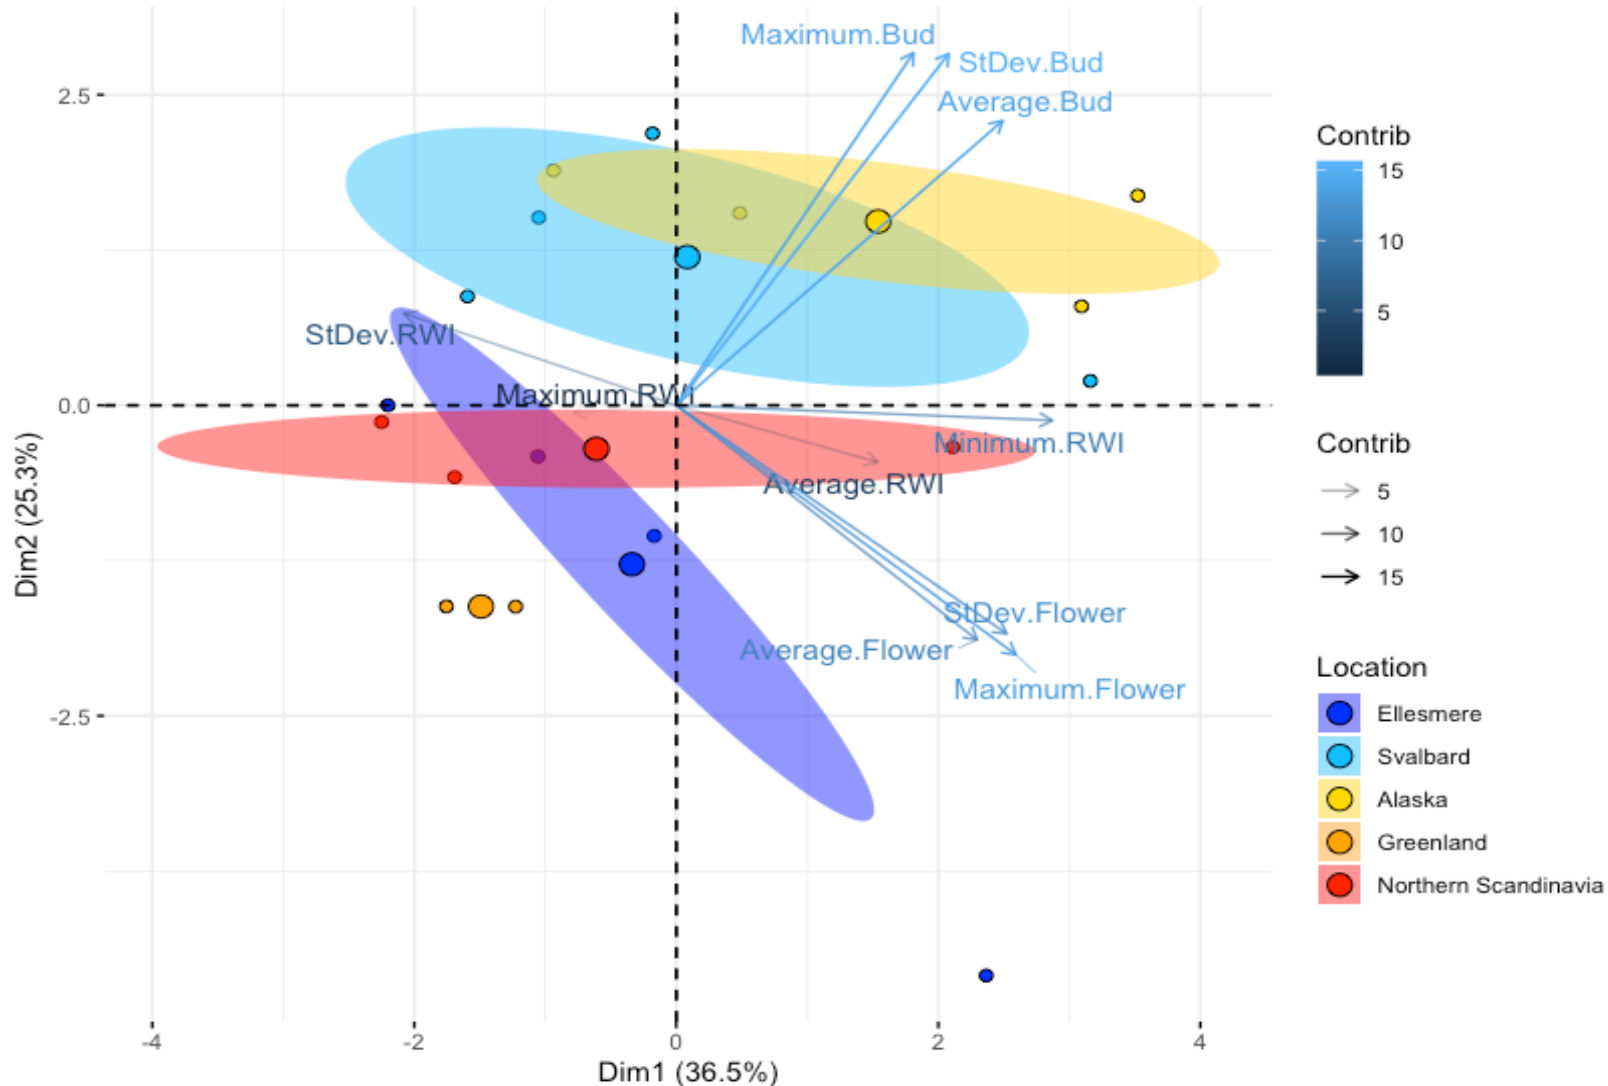 Maximum.Bud
StDev.Bud
Average.Bud
2.5
StDev.RWI
Maximum.RWI
0.0
Minimum.RWI
Average.RWI
StDev.Flower
Average.Flower
Maximum.Flower
-2.5
-4
-2
0
2
4
Dim1 (36.5%)
Dim2 (25.3%)
Contrib
15
10
5
Contrib
5
10
15
Location
Ellesmere
Svalbard
Alaska
Greenland
Northern Scandinavia